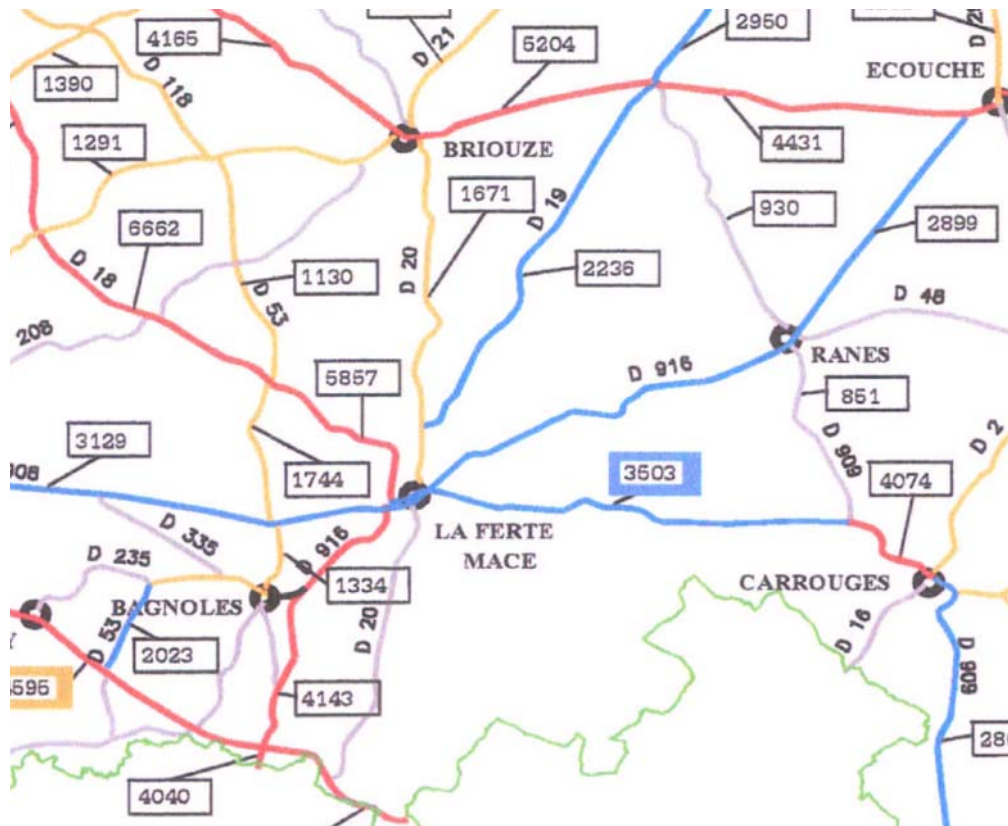 4165
D 21
5204
2950
D 2
ECOUCHE
1390
D 118
1291
BRIOUZE
4431
1671
930
2899
6662
D 18
1130
D 53
D 20
D 19
2236
D 48
208
RANES
D 916
851
5857
3129
1744
3503
D 909
D 2
4074
LA FERTE
MACE
D 335
916
D 235
1334
CARROUGES
BAGNOLES
D 16
D 53
2023
D 20
D 909
595
4143
4040